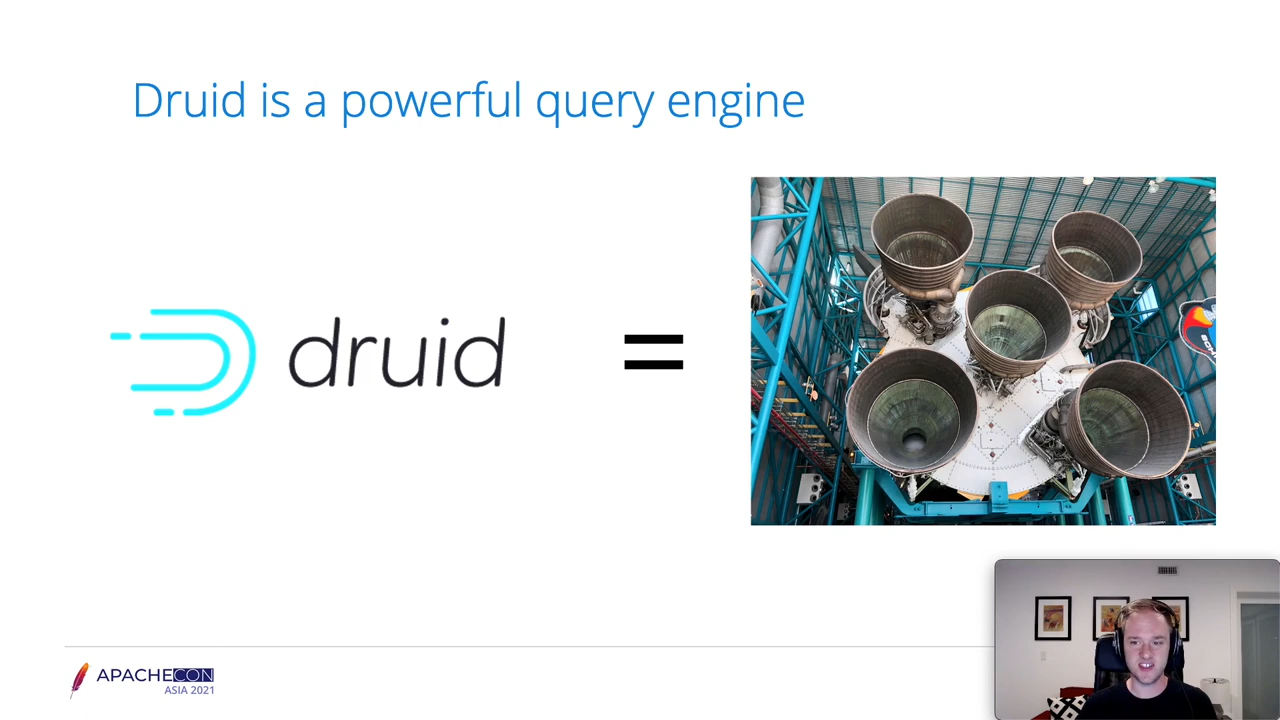 Druid is a powerful query engine
druid
=
APACHECON
ASIA 2021